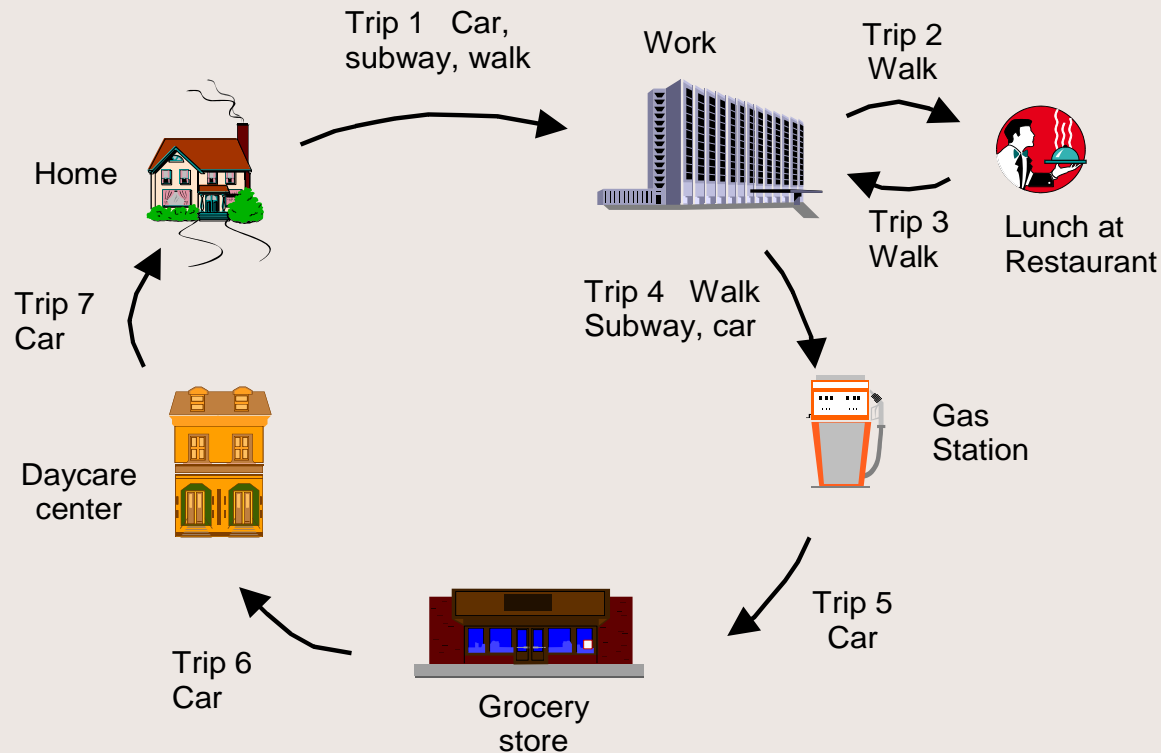 Trip 1 Car,
subway, walk
Work
Trip 2
Walk
Home
Trip 3
Walk
Lunch at
Restaurant
Trip 4 Walk
Subway, car
Trip 7
Car
Gas
Station
Daycare
center
Trip 5
Car
Trip 6
Car
Grocery
store